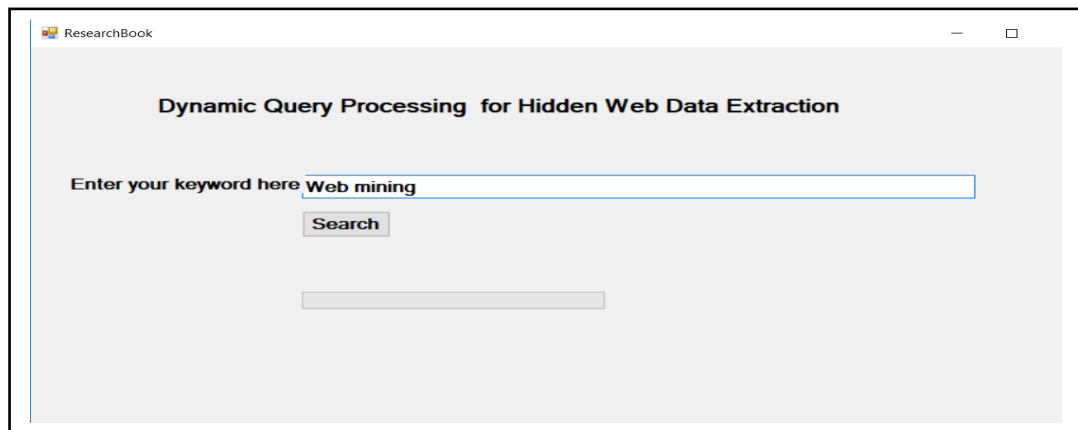 ResearchBook
Dynamic Query Processing for Hidden Web Data Extraction
Enter your keyword here Web mining
Search